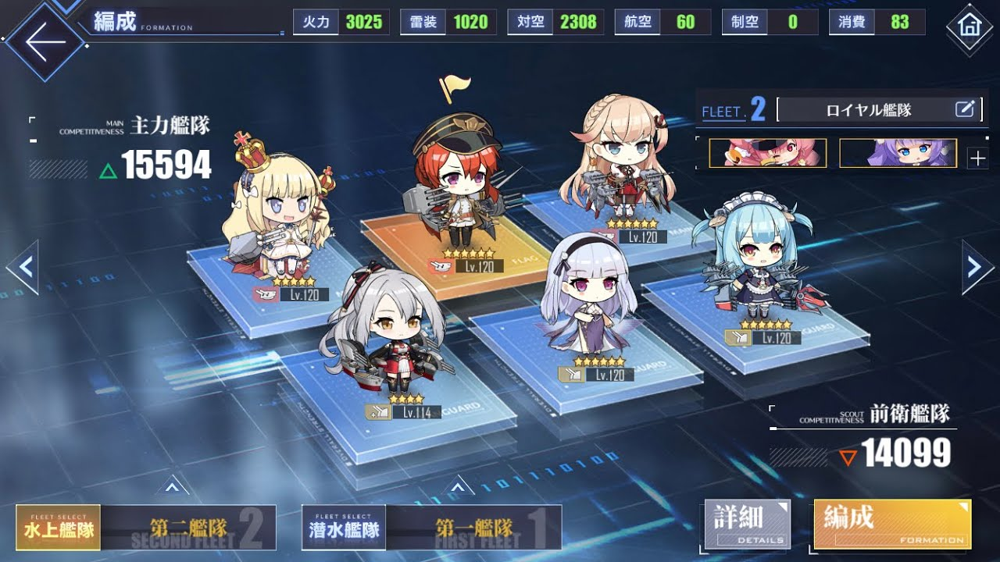 編成 FORMATION
火力 3025
雷装 1020
対空 2308
航空 60
制空 0
消費 83
FLEET. 2
ロイヤル艦隊
MAIN COMPETITIVENESS 主力艦隊
15594
Lv.120
Lv.120
FLAG
Lv.120
Lv.114
GUARD
Lv.120
GUARD
Lv.120
GUARD
SCOUT COMPETITIVENESS 前衛艦隊
14099
FLEET SELECT
水上艦隊
第二艦隊
SECOND FLEET 2
FLEET SELECT
潜水艦隊
第一艦隊
FIRST FLEET 1
詳細
DETAILS
編成
FORMATION